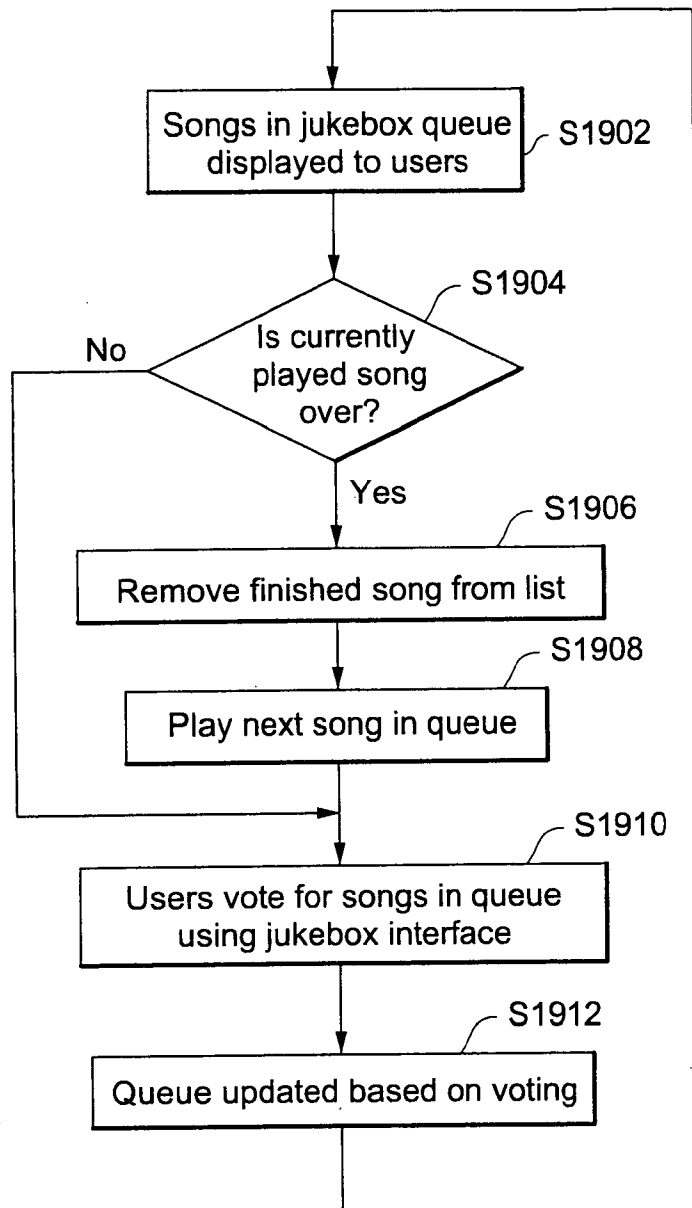 Songs in jukebox queue
displayed to users
S1902
S1904
Is currently
played song
over?
No
Yes
S1906
Remove finished song from list
S1908
Play next song in queue
S1910
Users vote for songs in queue
using jukebox interface
S1912
Queue updated based on voting